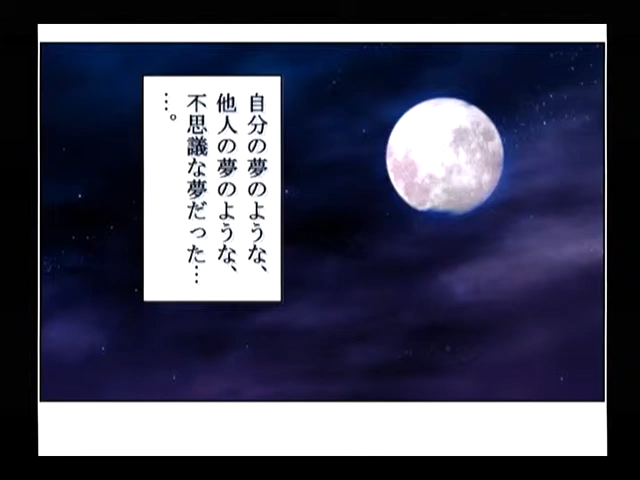 自分の夢のような、
他人の夢のような、
不思議な夢だった…
…。